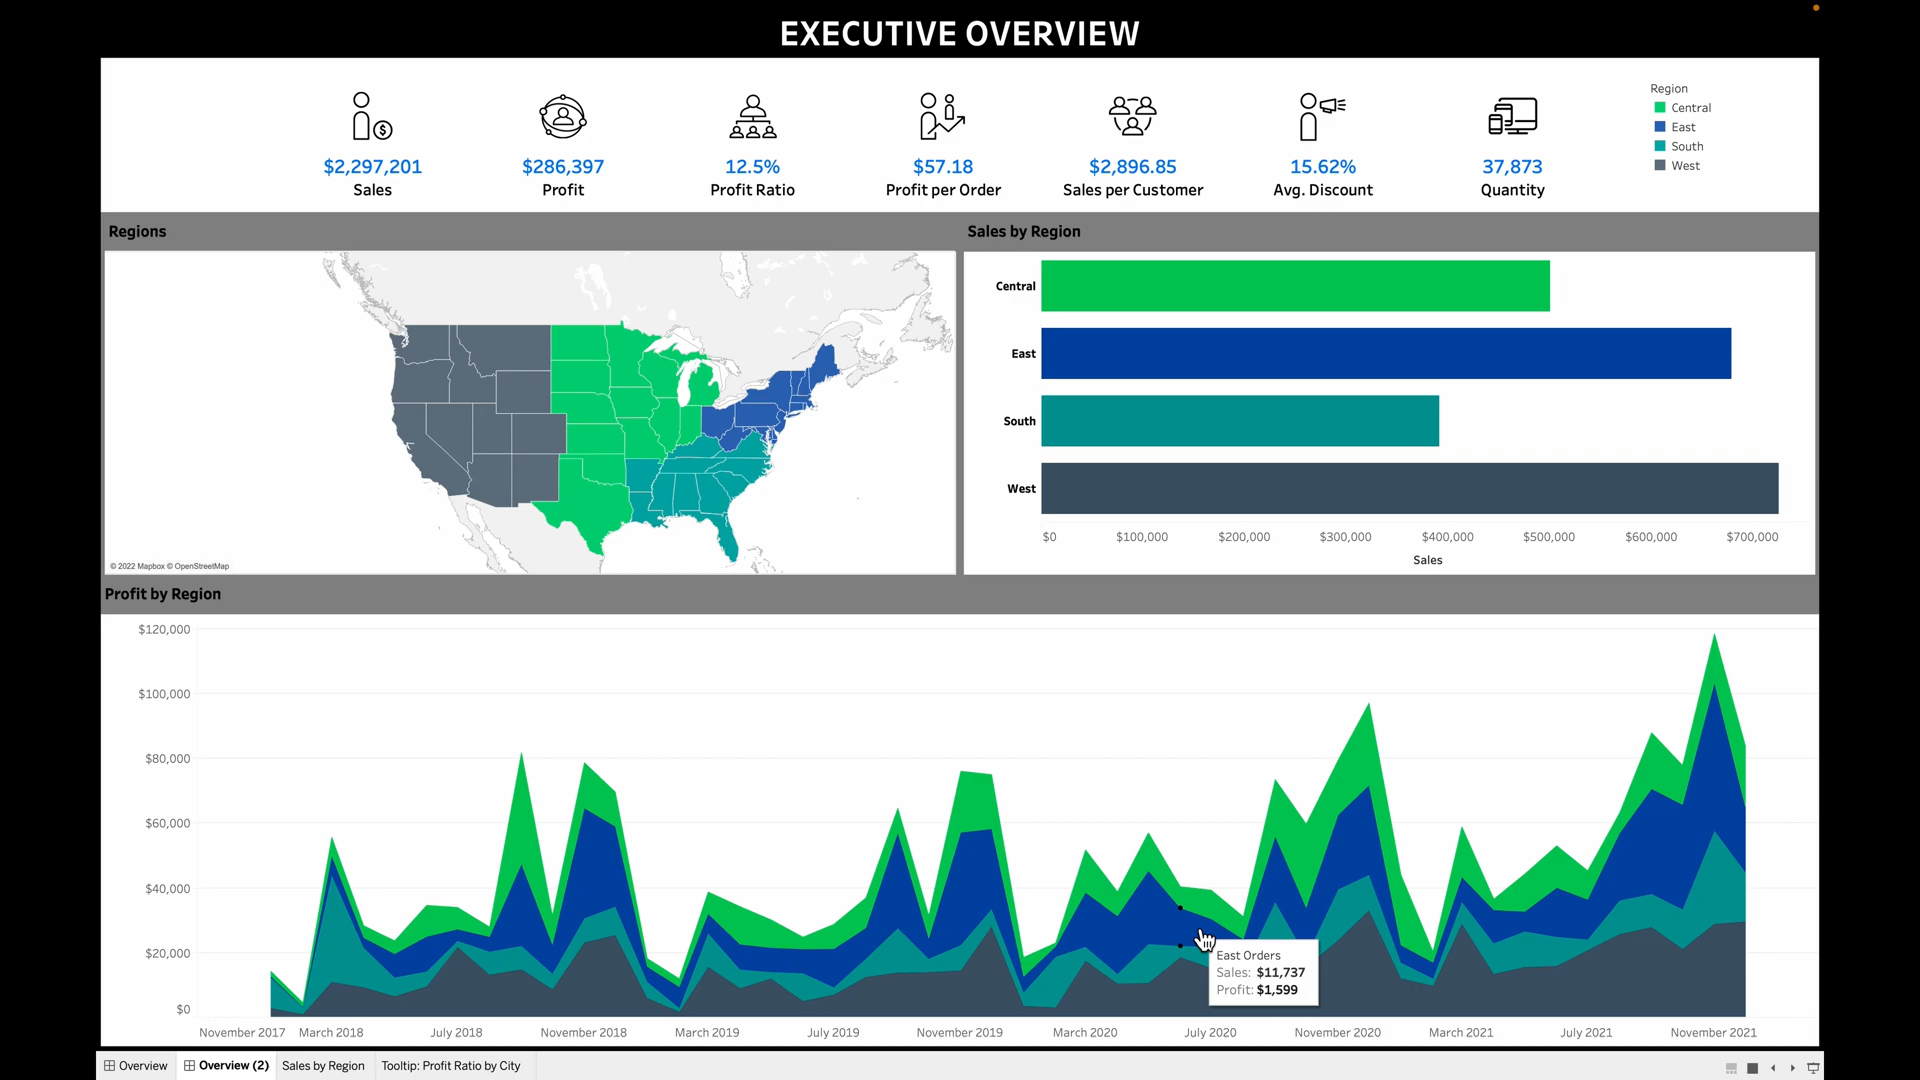 EXECUTIVE OVERVIEW
$2,297,201
Sales
$286,397
Profit
12.5%
Profit Ratio
$57.18
Profit per Order
$2,896.85
Sales per Customer
15.62%
Avg. Discount
37,873
Quantity
Region
Central
East
South
West
Regions
© 2022 Mapbox © OpenStreetMap
Sales by Region
Central
East
South
West
$0 $100,000 $200,000 $300,000 $400,000 $500,000 $600,000 $700,000
Sales
Profit by Region
$120,000
$100,000
$80,000
$60,000
$40,000
$20,000
$0
East Orders
Sales: $11,737
Profit: $1,599
November 2017 March 2018 July 2018 November 2018 March 2019 July 2019 November 2019 March 2020 July 2020 November 2020 March 2021 July 2021 November 2021
Overview Overview (2) Sales by Region Tooltip: Profit Ratio by City